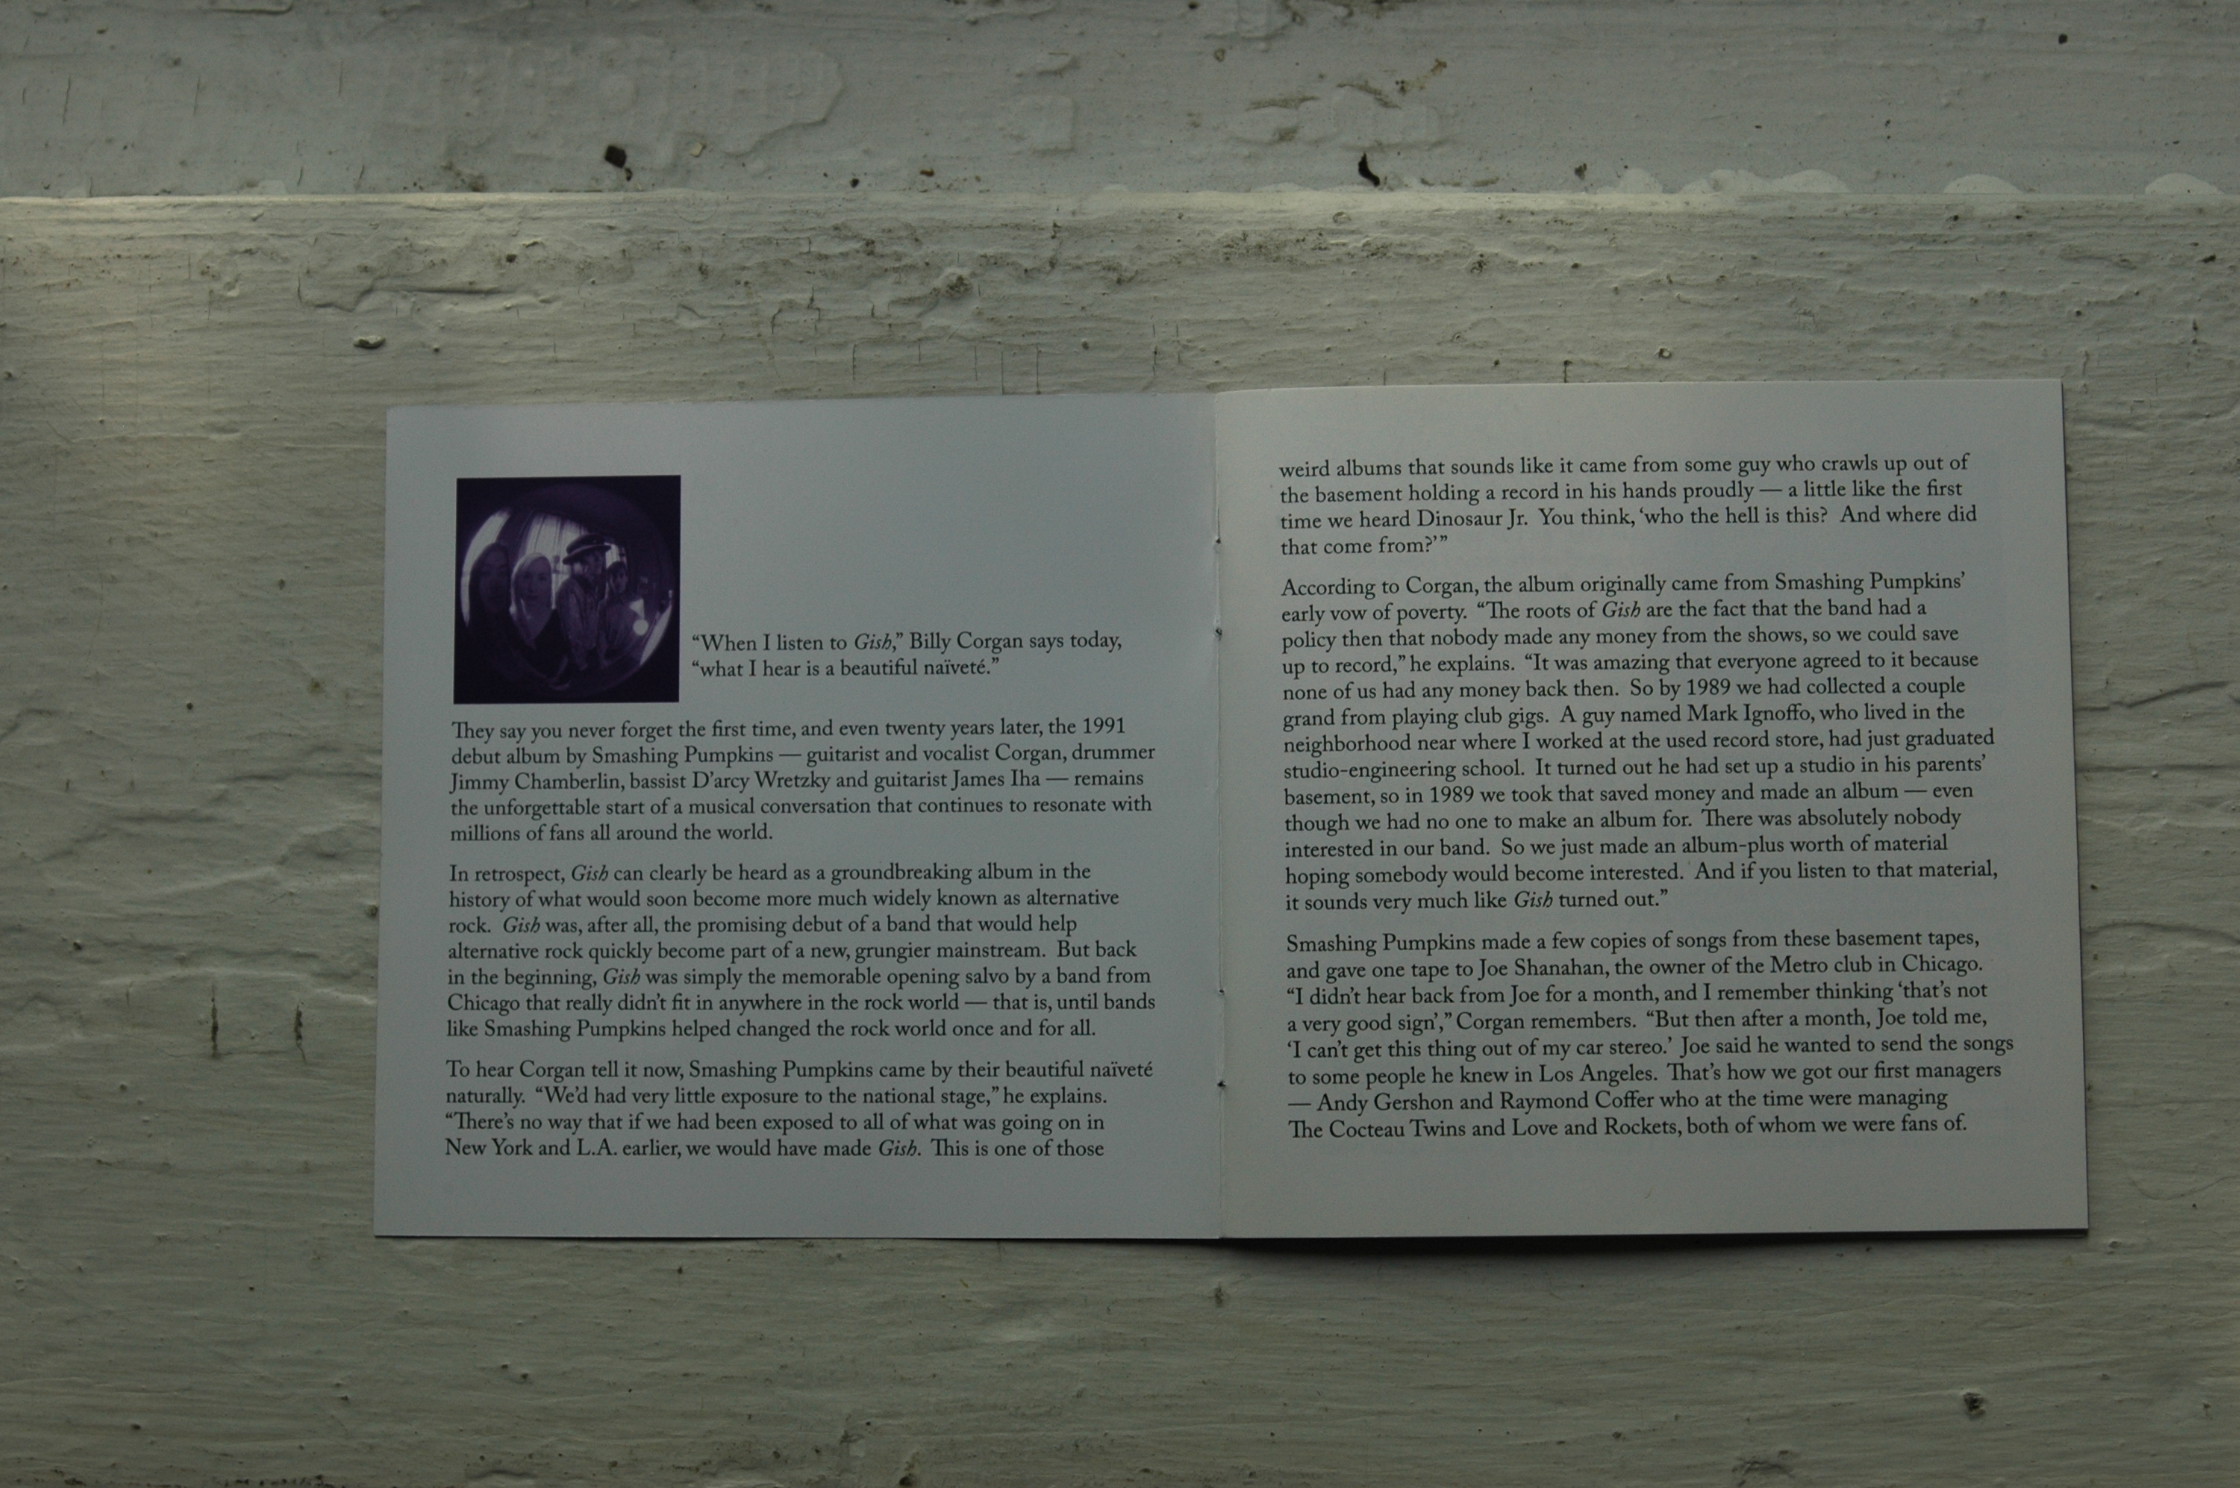 “When I listen to Gish,” Billy Corgan says today,
“what I hear is a beautiful naïveté.”
They say you never forget the first time, and even twenty years later, the 1991
debut album by Smashing Pumpkins — guitarist and vocalist Corgan, drummer
Jimmy Chamberlin, bassist D’arcy Wretzky and guitarist James Iha — remains
the unforgettable start of a musical conversation that continues to resonate with
millions of fans all around the world.
In retrospect, Gish can clearly be heard as a groundbreaking album in the
history of what would soon become more much widely known as alternative
rock. Gish was, after all, the promising debut of a band that would help
alternative rock quickly become part of a new, grungier mainstream. But back
in the beginning, Gish was simply the memorable opening salvo by a band from
Chicago that really didn’t fit in anywhere in the rock world — that is, until bands
like Smashing Pumpkins helped changed the rock world once and for all.
To hear Corgan tell it now, Smashing Pumpkins came by their beautiful naïveté
naturally. “We’d had very little exposure to the national stage,” he explains.
“There’s no way that if we had been exposed to all of what was going on in
New York and L.A. earlier, we would have made Gish. This is one of those
weird albums that sounds like it came from some guy who crawls up out of
the basement holding a record in his hands proudly — a little like the first
time we heard Dinosaur Jr. You think, ‘who the hell is this? And where did
that come from?’”
According to Corgan, the album originally came from Smashing Pumpkins’
early vow of poverty. “The roots of Gish are the fact that the band had a
policy then that nobody made any money from the shows, so we could save
up to record,” he explains. “It was amazing that everyone agreed to it because
none of us had any money back then. So by 1989 we had collected a couple
grand from playing club gigs. A guy named Mark Ignoffo, who lived in the
neighborhood near where I worked at the used record store, had just graduated
studio-engineering school. It turned out he had set up a studio in his parents’
basement, so in 1989 we took that saved money and made an album — even
though we had no one to make an album for. There was absolutely nobody
interested in our band. So we just made an album-plus worth of material
hoping somebody would become interested. And if you listen to that material,
it sounds very much like Gish turned out.”
Smashing Pumpkins made a few copies of songs from these basement tapes,
and gave one tape to Joe Shanahan, the owner of the Metro club in Chicago.
“I didn’t hear back from Joe for a month, and I remember thinking ‘that’s not
a very good sign’,” Corgan remembers. “But then after a month, Joe told me,
‘I can’t get this thing out of my car stereo.’ Joe said he wanted to send the songs
to some people he knew in Los Angeles. That’s how we got our first managers
— Andy Gershon and Raymond Coffer who at the time were managing
The Cocteau Twins and Love and Rockets, both of whom we were fans of.